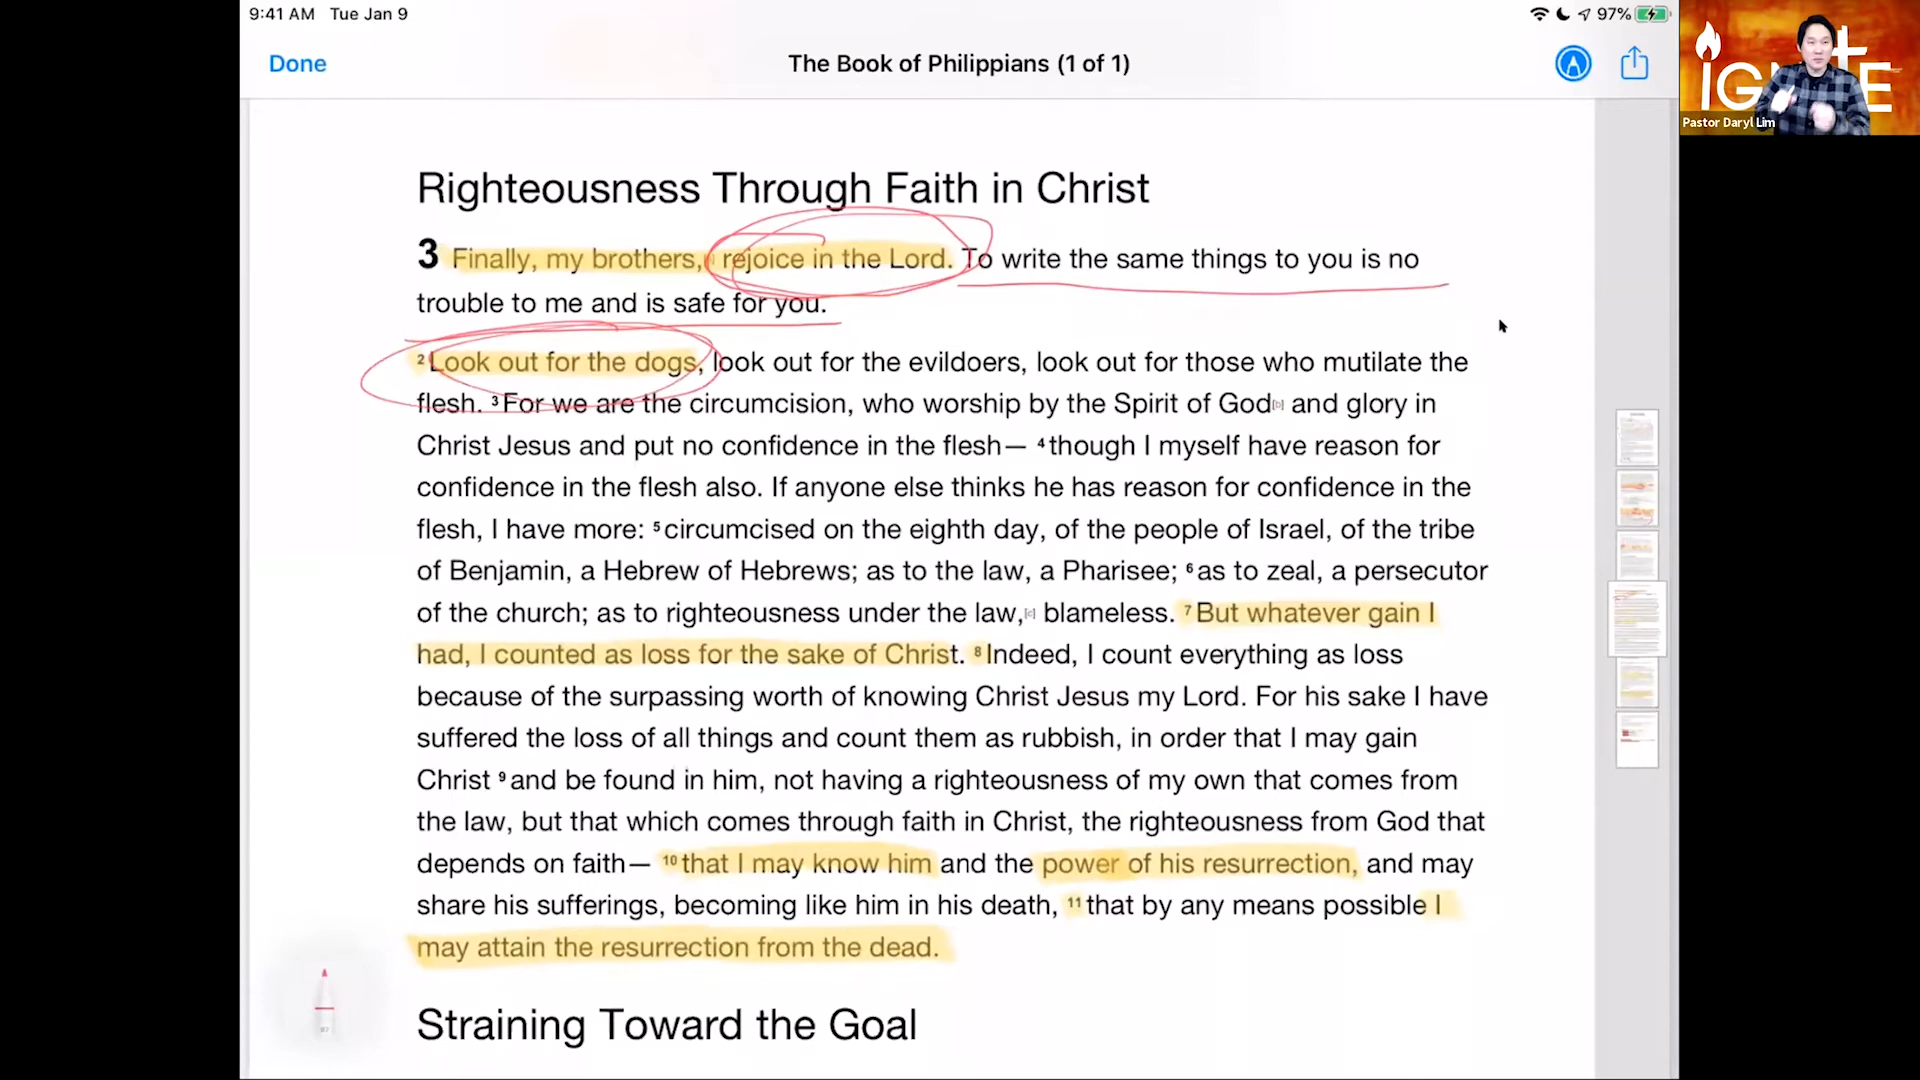 9:41 AM Tue Jan 9
97%
Done
The Book of Philippians (1 of 1)
IGNITE
Pastor Daryl Lim
Righteousness Through Faith in Christ
3 Finally, my brothers, rejoice in the Lord. To write the same things to you is no
trouble to me and is safe for you.
2 Look out for the dogs, look out for the evildoers, look out for those who mutilate the
flesh. 3 For we are the circumcision, who worship by the Spirit of God[b] and glory in
Christ Jesus and put no confidence in the flesh— 4 though I myself have reason for
confidence in the flesh also. If anyone else thinks he has reason for confidence in the
flesh, I have more: 5 circumcised on the eighth day, of the people of Israel, of the tribe
of Benjamin, a Hebrew of Hebrews; as to the law, a Pharisee; 6 as to zeal, a persecutor
of the church; as to righteousness under the law,[c] blameless. 7 But whatever gain I
had, I counted as loss for the sake of Christ. 8 Indeed, I count everything as loss
because of the surpassing worth of knowing Christ Jesus my Lord. For his sake I have
suffered the loss of all things and count them as rubbish, in order that I may gain
Christ 9 and be found in him, not having a righteousness of my own that comes from
the law, but that which comes through faith in Christ, the righteousness from God that
depends on faith— 10 that I may know him and the power of his resurrection, and may
share his sufferings, becoming like him in his death, 11 that by any means possible I
may attain the resurrection from the dead.
Straining Toward the Goal